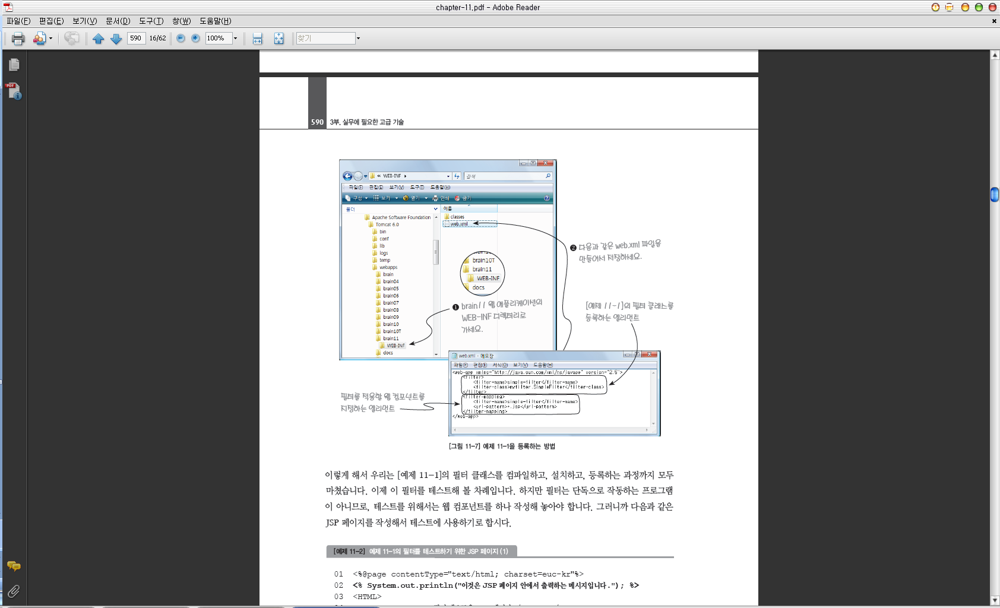 chapter-11.pdf - Adobe Reader
파일(F) 편집(E) 보기(V) 문서(D) 도구(T) 창(W) 도움말(H)
590 16/62 100% 찾기
590 3부. 실무에 필요한 고급 기술
WEB-INF 검색
파일(F) 편집(E) 보기(V) 도구(T) 도움말(H)
구성 보기 열기 인쇄 굽기
폴더 이름
Apache Software Foundation
Tomcat 6.0
bin
conf
lib
logs
temp
webapps
brain
brain04
brain05
brain06
brain07
brain08
brain09
brain10
brain10T
brain11
WEB-INF
docs
classes
web.xml
brain10T
brain11
WEB-INF
docs
❶ brain11 웹 애플리케이션의
WEB-INF 디렉터리로
가세요.
❷ 다음과 같은 web.xml 파일을
만들어서 저장하세요.
[예제 11-1]의 필터 클래스를
등록하는 엘리먼트
web.xml - 메모장
파일(F) 편집(E) 서식(O) 보기(V) 도움말(H)
<web-app xmlns="http://java.sun.com/xml/ns/javaee" version="2.5">
<filter>
<filter-name>simple-filter</filter-name>
<filter-class>myfilter.SimpleFilter</filter-class>
</filter>
<filter-mapping>
<filter-name>simple-filter</filter-name>
<url-pattern>*.jsp</url-pattern>
</filter-mapping>
</web-app>
필터를 적용할 웹 컴포넌트를
지정하는 엘리먼트
[그림 11-7] 예제 11-1을 등록하는 방법
이렇게 해서 우리는 [예제 11-1]의 필터 클래스를 컴파일하고, 설치하고, 등록하는 과정까지 모두
마쳤습니다. 이제 이 필터를 테스트해 볼 차례입니다. 하지만 필터는 단독으로 작동하는 프로그램
이 아니므로, 테스트를 위해서는 웹 컴포넌트를 하나 작성해 놓아야 합니다. 그러니까 다음과 같은
JSP 페이지를 작성해서 테스트에 사용하기로 합시다.
[예제 11-2] 예제 11-1의 필터를 테스트하기 위한 JSP 페이지 (1)
01 <%@page contentType="text/html; charset=euc-kr"%>
02 <% System.out.println("이것은 JSP 페이지 안에서 출력하는 메시지입니다."); %>
03 <HTML>